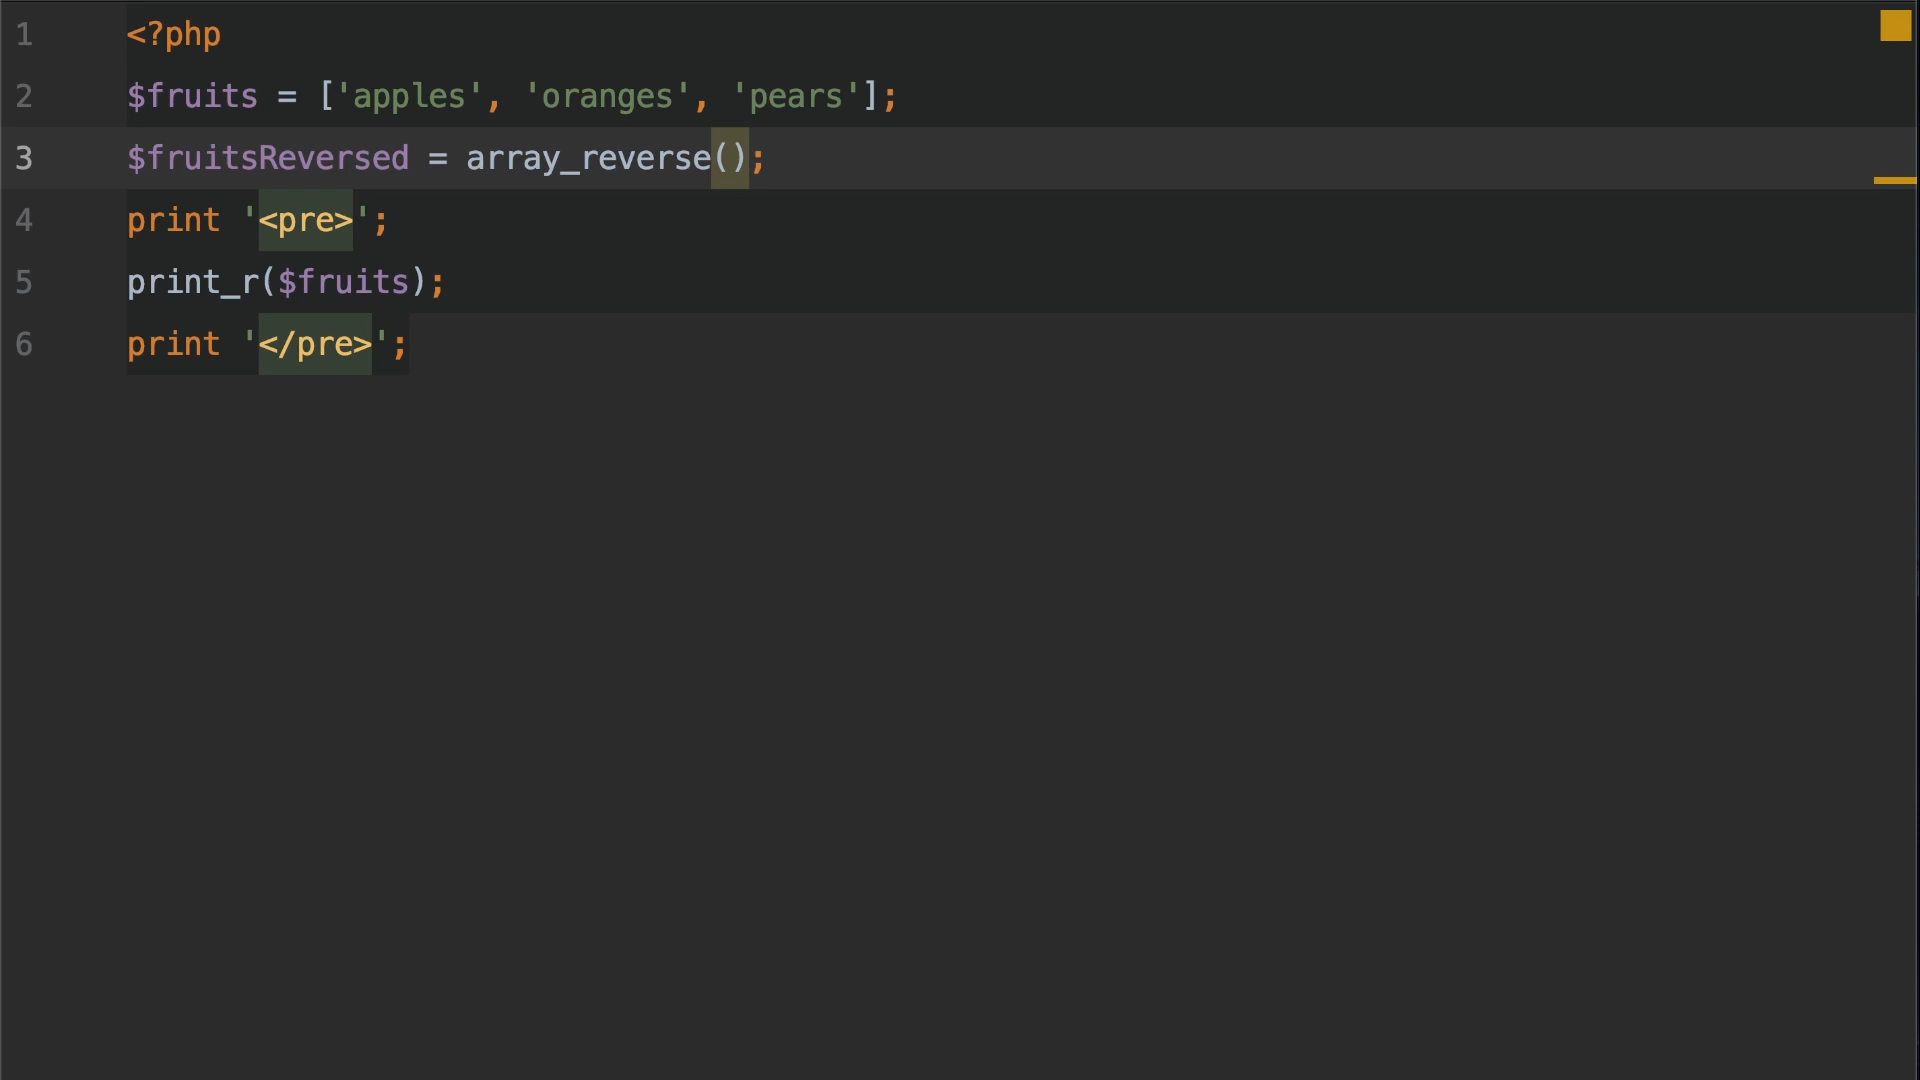 1 <?php
2 $fruits = ['apples', 'oranges', 'pears'];
3 $fruitsReversed = array_reverse();
4 print '<pre>';
5 print_r($fruits);
6 print '</pre>';